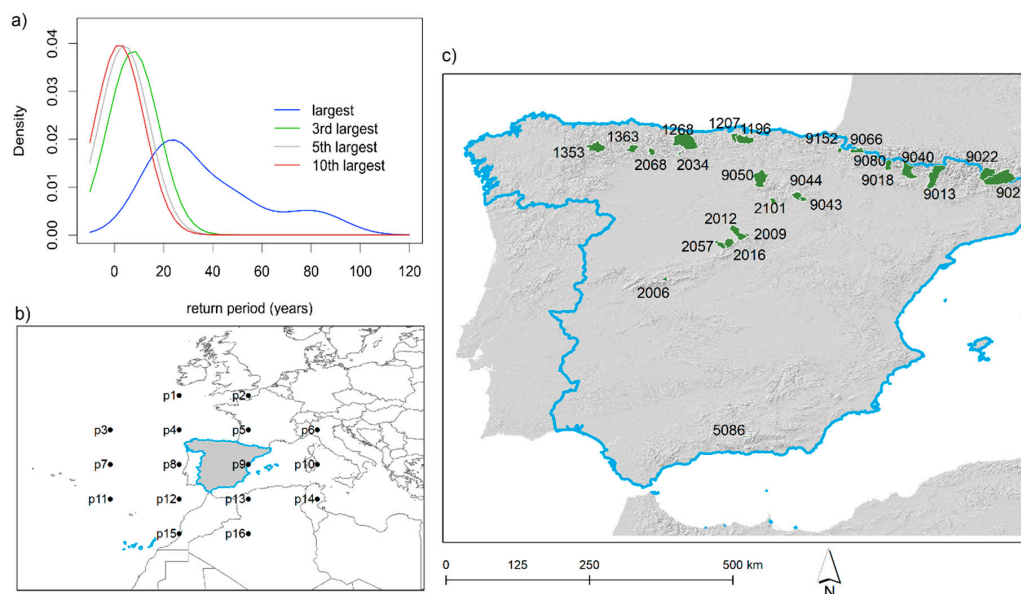 a)
Density
0.04
0.03
0.02
0.01
0.00
largest
3rd largest
5th largest
10th largest
0 20 40 60 80 100 120
return period (years)
b)
p1 p2
p3 p4 p5 p6
p7 p8 p9 p10
p11 p12 p13 p14
p15 p16
c)
1353
1363
2068
1268
2034
1207
1196
9152
9066
9080
9018
9040
9013
9022
902
9050
9044
9043
2101
2012
2009
2057
2016
2006
5086
0 125 250 500 km
N